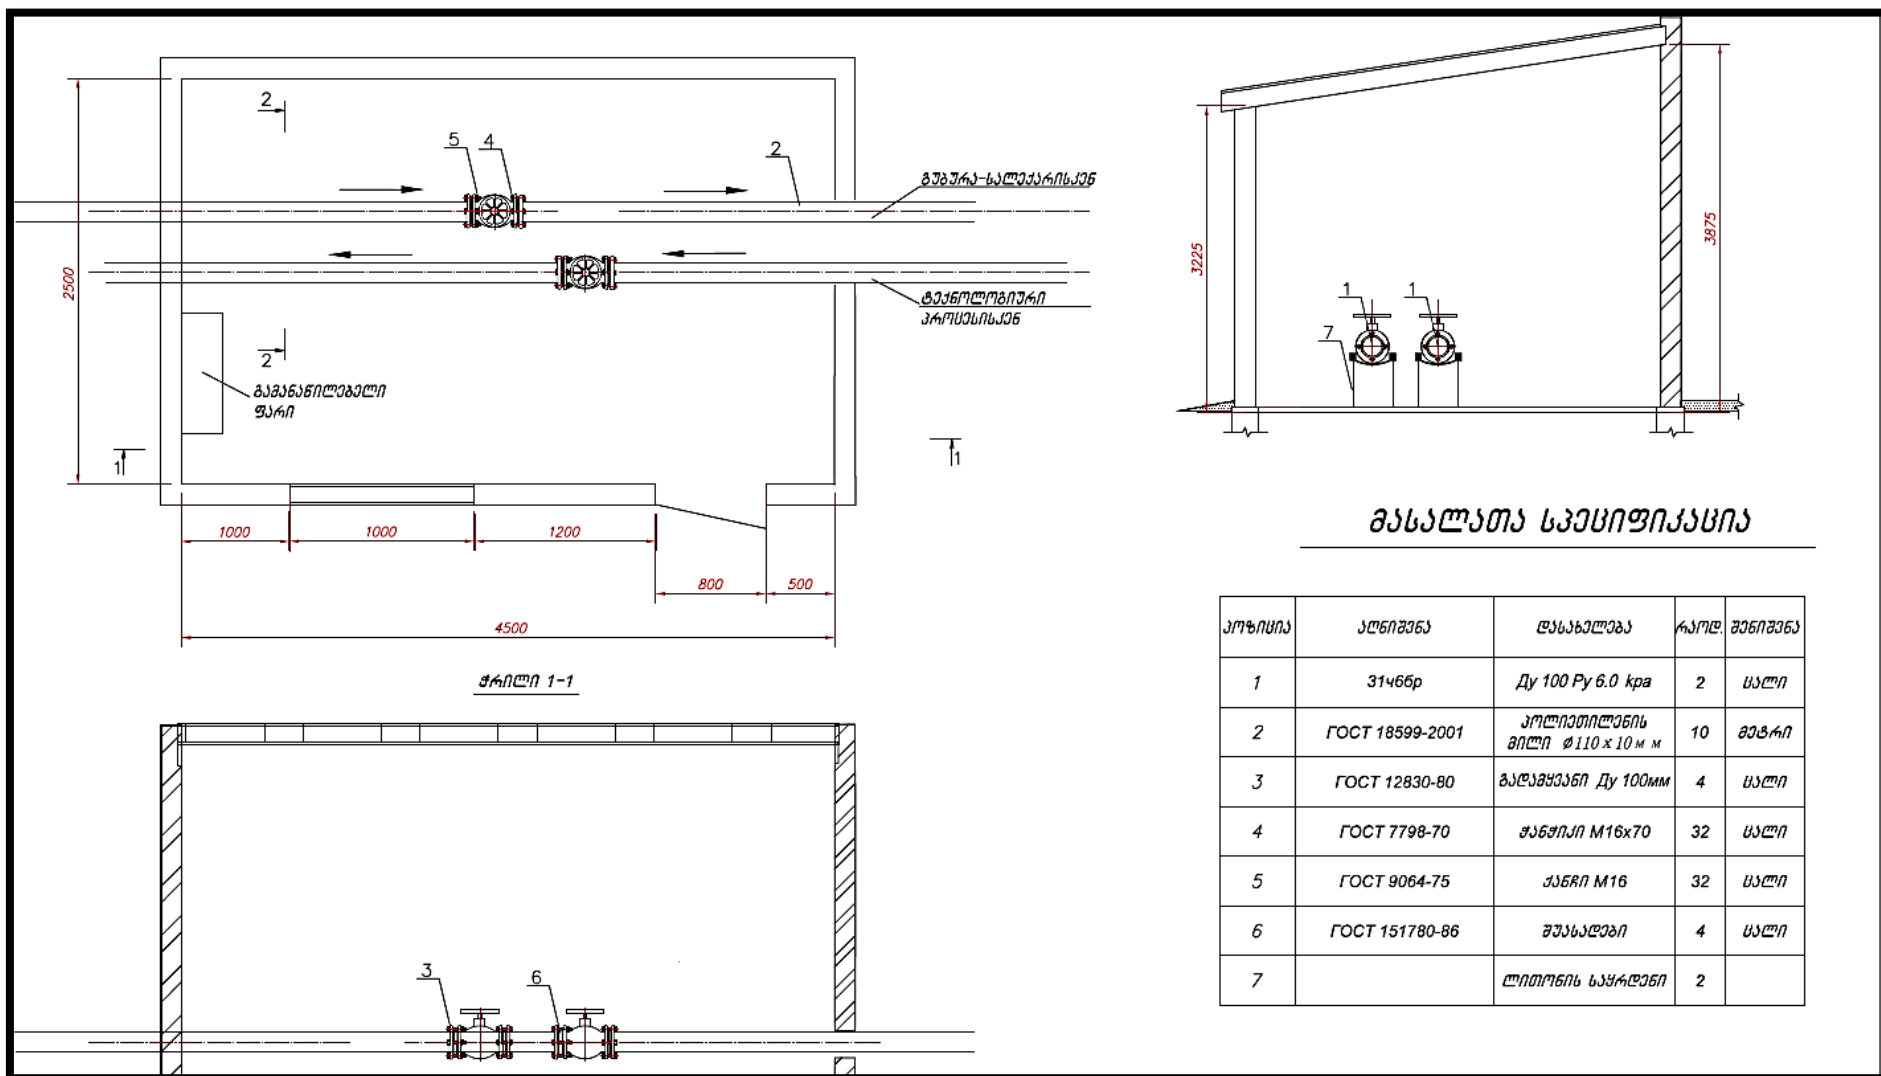 2
5
4
2
გუბურა-სალექარისკენ
2500
ტექნოლოგიური
პროცესისკენ
2
გამანაწილებელი
ფარი
1
1
1000
1000
1200
800
500
4500
3225
3875
1
1
7
ჭრილი 1-1
3
6
მასალათა სპეციფიკაცია
პოზიცია აღნიშვნა დასახელება რაოდ. შენიშვნა
1 31ч6бр Ду 100 Ру 6.0 kpa 2 ცალი
2 ГОСТ 18599-2001 პოლიეთილენის მილი ø110 x 10 м м 10 მეტრი
3 ГОСТ 12830-80 გადამყვანი Ду 100мм 4 ცალი
4 ГОСТ 7798-70 ჭანჭიკი M16x70 32 ცალი
5 ГОСТ 9064-75 ქანჩი M16 32 ცალი
6 ГОСТ 151780-86 შუასადები 4 ცალი
7 ლითონის საყრდენი 2